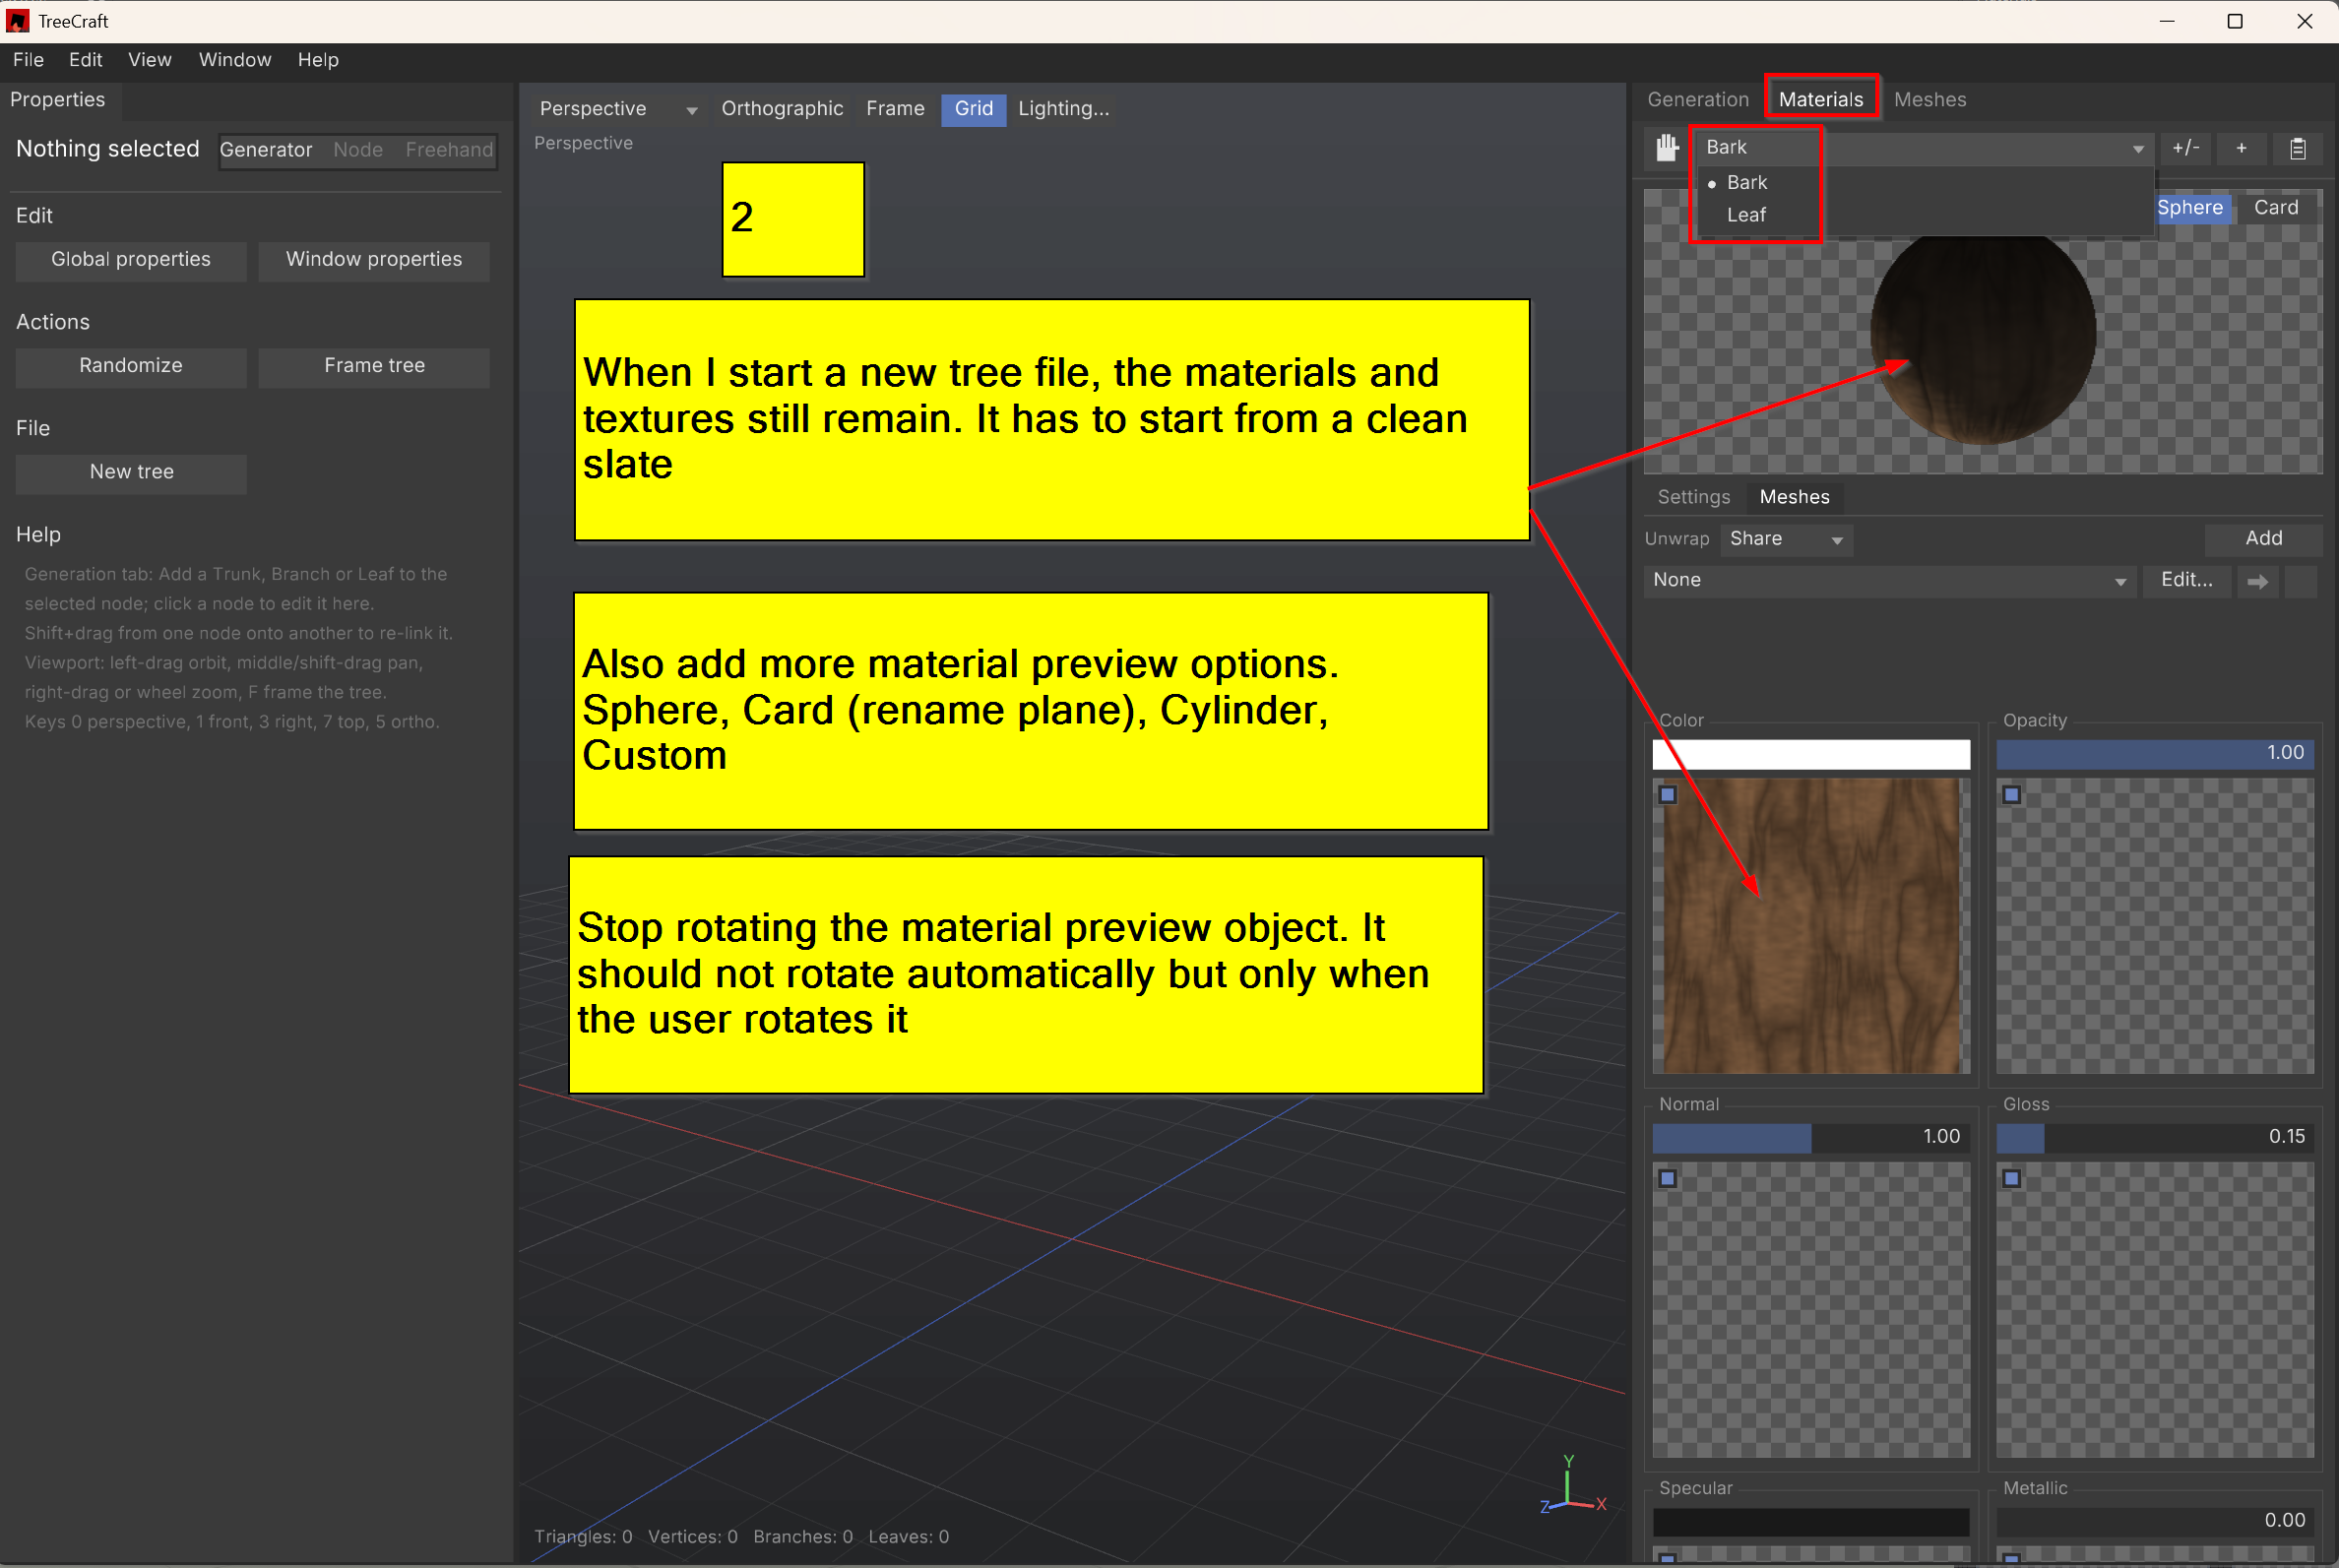 TreeCraft
File Edit View Window Help
Properties
Nothing selected Generator Node Freehand
Edit
Global properties Window properties
Actions
Randomize Frame tree
File
New tree
Help
Generation tab: Add a Trunk, Branch or Leaf to the
selected node; click a node to edit it here.
Shift+drag from one node onto another to re-link it.
Viewport: left-drag orbit, middle/shift-drag pan,
right-drag or wheel zoom, F frame the tree.
Keys 0 perspective, 1 front, 3 right, 7 top, 5 ortho.
Perspective Orthographic Frame Grid Lighting...
Perspective
2
When I start a new tree file, the materials and
textures still remain. It has to start from a clean
slate
Also add more material preview options.
Sphere, Card (rename plane), Cylinder,
Custom
Stop rotating the material preview object. It
should not rotate automatically but only when
the user rotates it
Y
Z X
Triangles: 0 Vertices: 0 Branches: 0 Leaves: 0
Generation Materials Meshes
Bark +/- +
Bark
Leaf
Sphere Card
Settings Meshes
Unwrap Share Add
None Edit...
Color Opacity
1.00
Normal Gloss
1.00 0.15
Specular Metallic
0.00